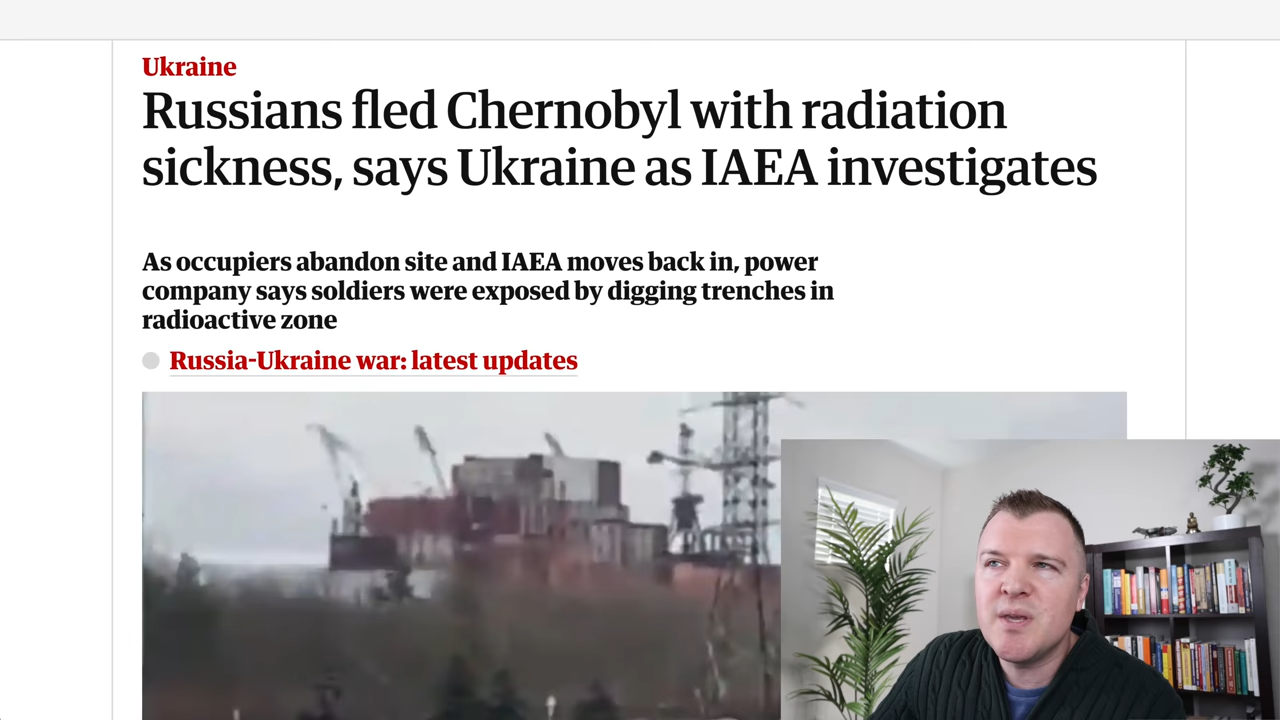 Ukraine
Russians fled Chernobyl with radiation
sickness, says Ukraine as IAEA investigates
As occupiers abandon site and IAEA moves back in, power
company says soldiers were exposed by digging trenches in
radioactive zone
Russia-Ukraine war: latest updates